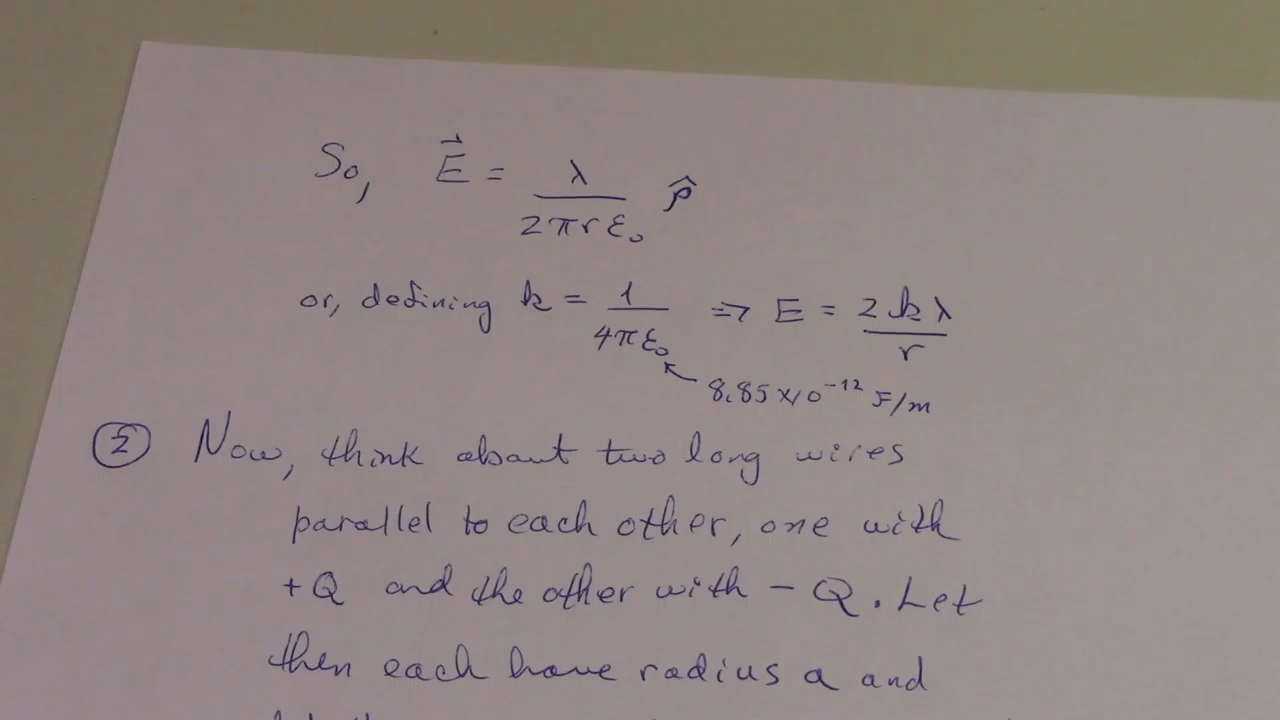 So, E⃗ = λ / 2πrε₀ ρ̂
or, defining k = 1 / 4πε₀ ⇒ E = 2kλ / r
8.85×10⁻¹² F/m
② Now, think about two long wires
parallel to each other, one with
+Q and the other with −Q. Let
then each have radius a and